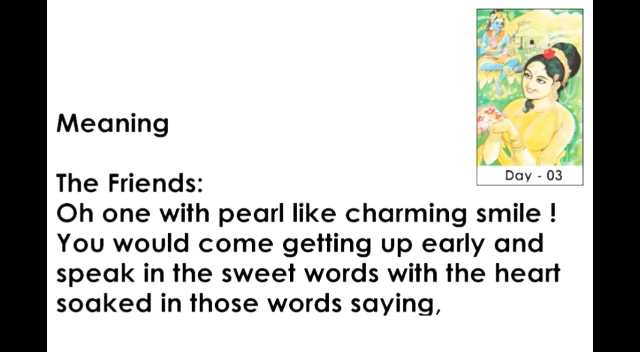 Meaning
The Friends:
Oh one with pearl like charming smile !
You would come getting up early and
speak in the sweet words with the heart
soaked in those words saying,
Day - 03